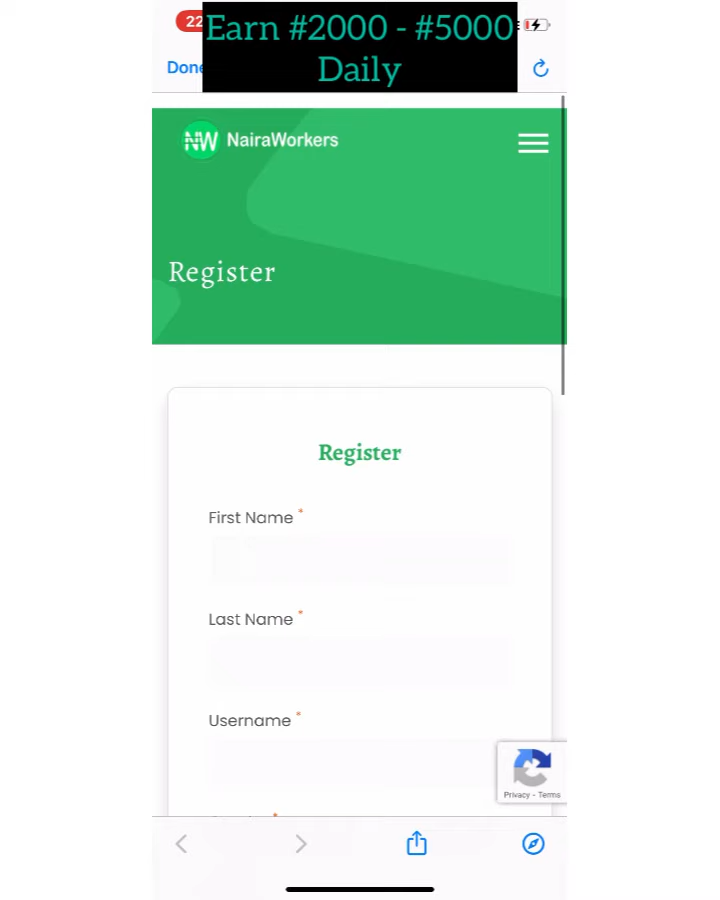 22
Earn #2000 - #5000
Daily
Done
NW NairaWorkers
Register
Register
First Name *
Last Name *
Username *
Privacy - Terms